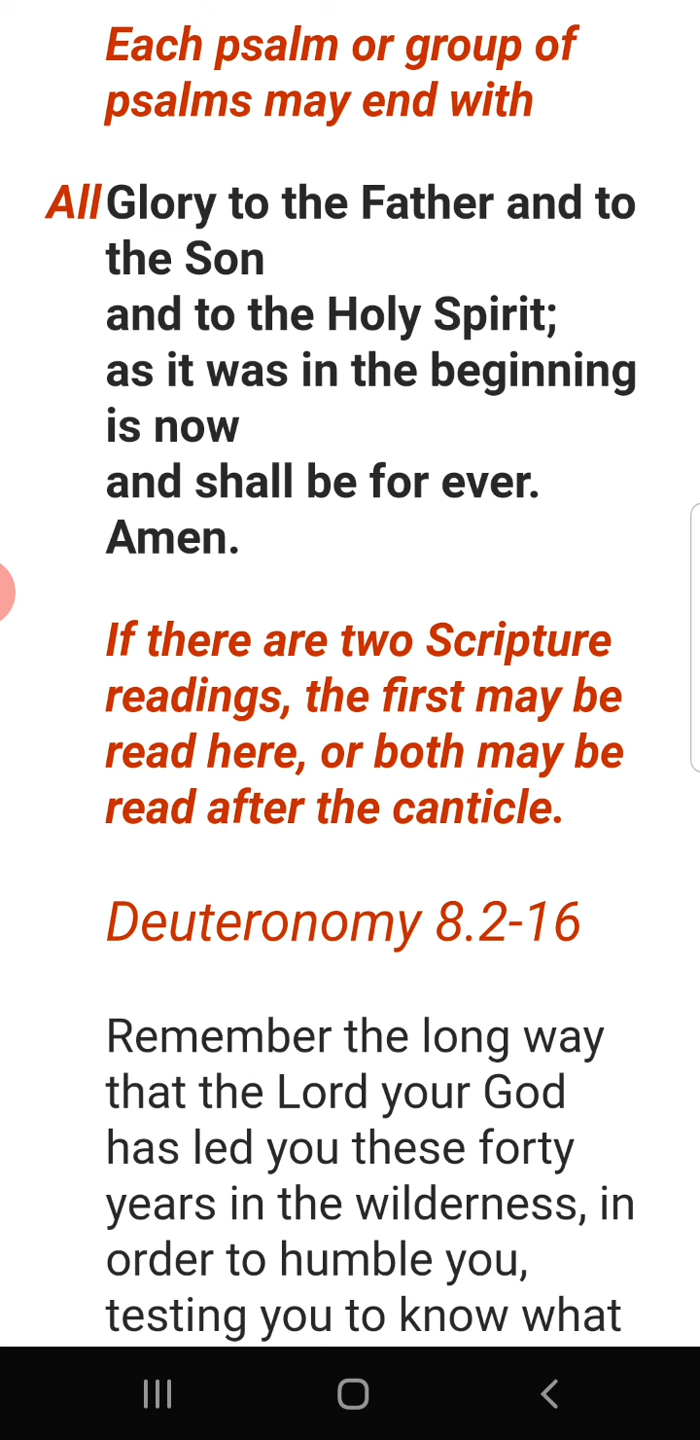 Each psalm or group of
psalms may end with
All Glory to the Father and to
the Son
and to the Holy Spirit;
as it was in the beginning
is now
and shall be for ever.
Amen.
If there are two Scripture
readings, the first may be
read here, or both may be
read after the canticle.
Deuteronomy 8.2-16
Remember the long way
that the Lord your God
has led you these forty
years in the wilderness, in
order to humble you,
testing you to know what